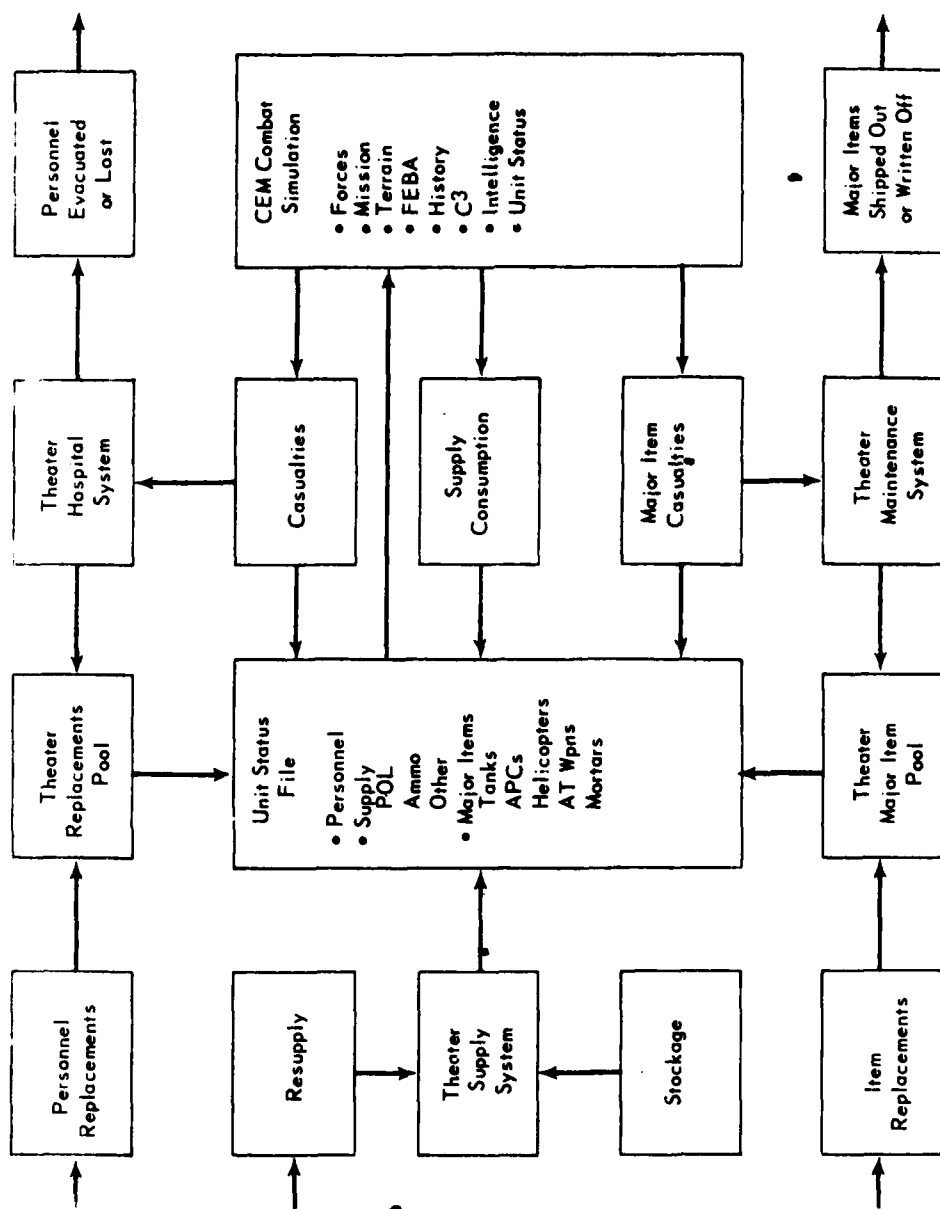 Personnel
Replacements
Theater
Replacements
Pool
Theater
Hospital
System
Personnel
Evacuated
or Lost
Resupply
Theater
Supply
System
Stockage
Unit Status
File
• Personnel
• Supply
POL
Ammo
Other
• Major Items
Tanks
APCs
Helicopters
AT Wpns
Mortars
Casualties
Supply
Consumption
Major Item
Casualties
CEM Combat
Simulation
• Forces
• Mission
• Terrain
• FEBA
• History
• C³
• Intelligence
• Unit Status
Item
Replacements
Theater
Major Item
Pool
Theater
Maintenance
System
Major Items
Shipped Out
or Written Off